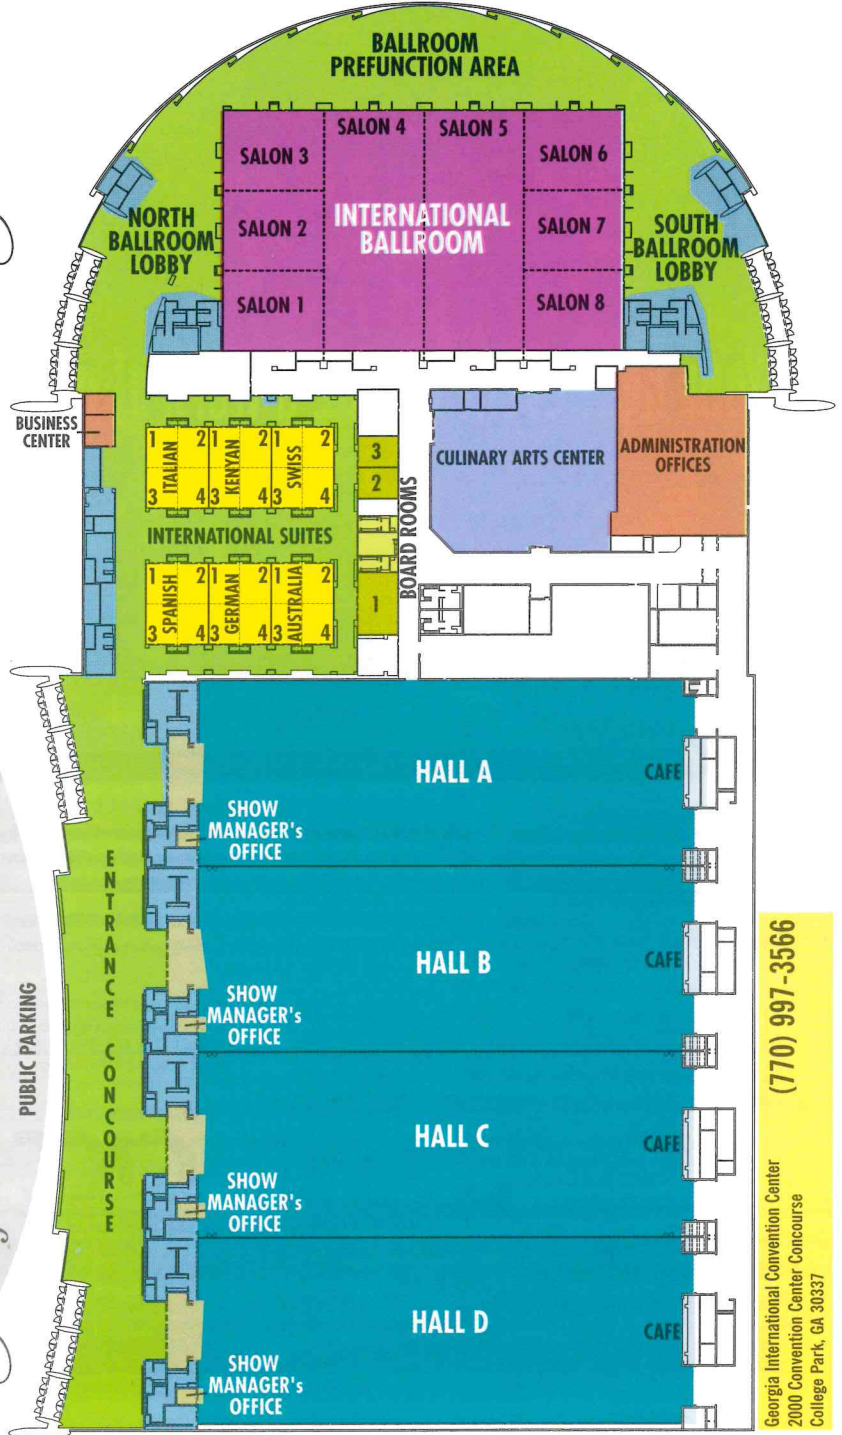 BALLROOM
PREFUNCTION AREA
SALON 3
SALON 4
SALON 5
SALON 6
NORTH
BALLROOM
LOBBY
SALON 2
INTERNATIONAL
BALLROOM
SALON 7
SOUTH
BALLROOM
LOBBY
SALON 1
SALON 8
BUSINESS
CENTER
1 2
ITALIAN
3 4
1 2
KENYAN
3 4
1 2
SWISS
3 4
3
2
BOARD ROOMS
1
CULINARY ARTS CENTER
ADMINISTRATION
OFFICES
INTERNATIONAL SUITES
1 2
SPANISH
3 4
1 2
GERMAN
3 4
1 2
AUSTRALIA
3 4
HALL A
CAFE
SHOW
MANAGER's
OFFICE
ENTRANCE CONCOURSE
PUBLIC PARKING
HALL B
CAFE
SHOW
MANAGER's
OFFICE
HALL C
CAFE
SHOW
MANAGER's
OFFICE
HALL D
CAFE
SHOW
MANAGER's
OFFICE
(770) 997-3566
Georgia International Convention Center
2000 Convention Center Concourse
College Park, GA 30337